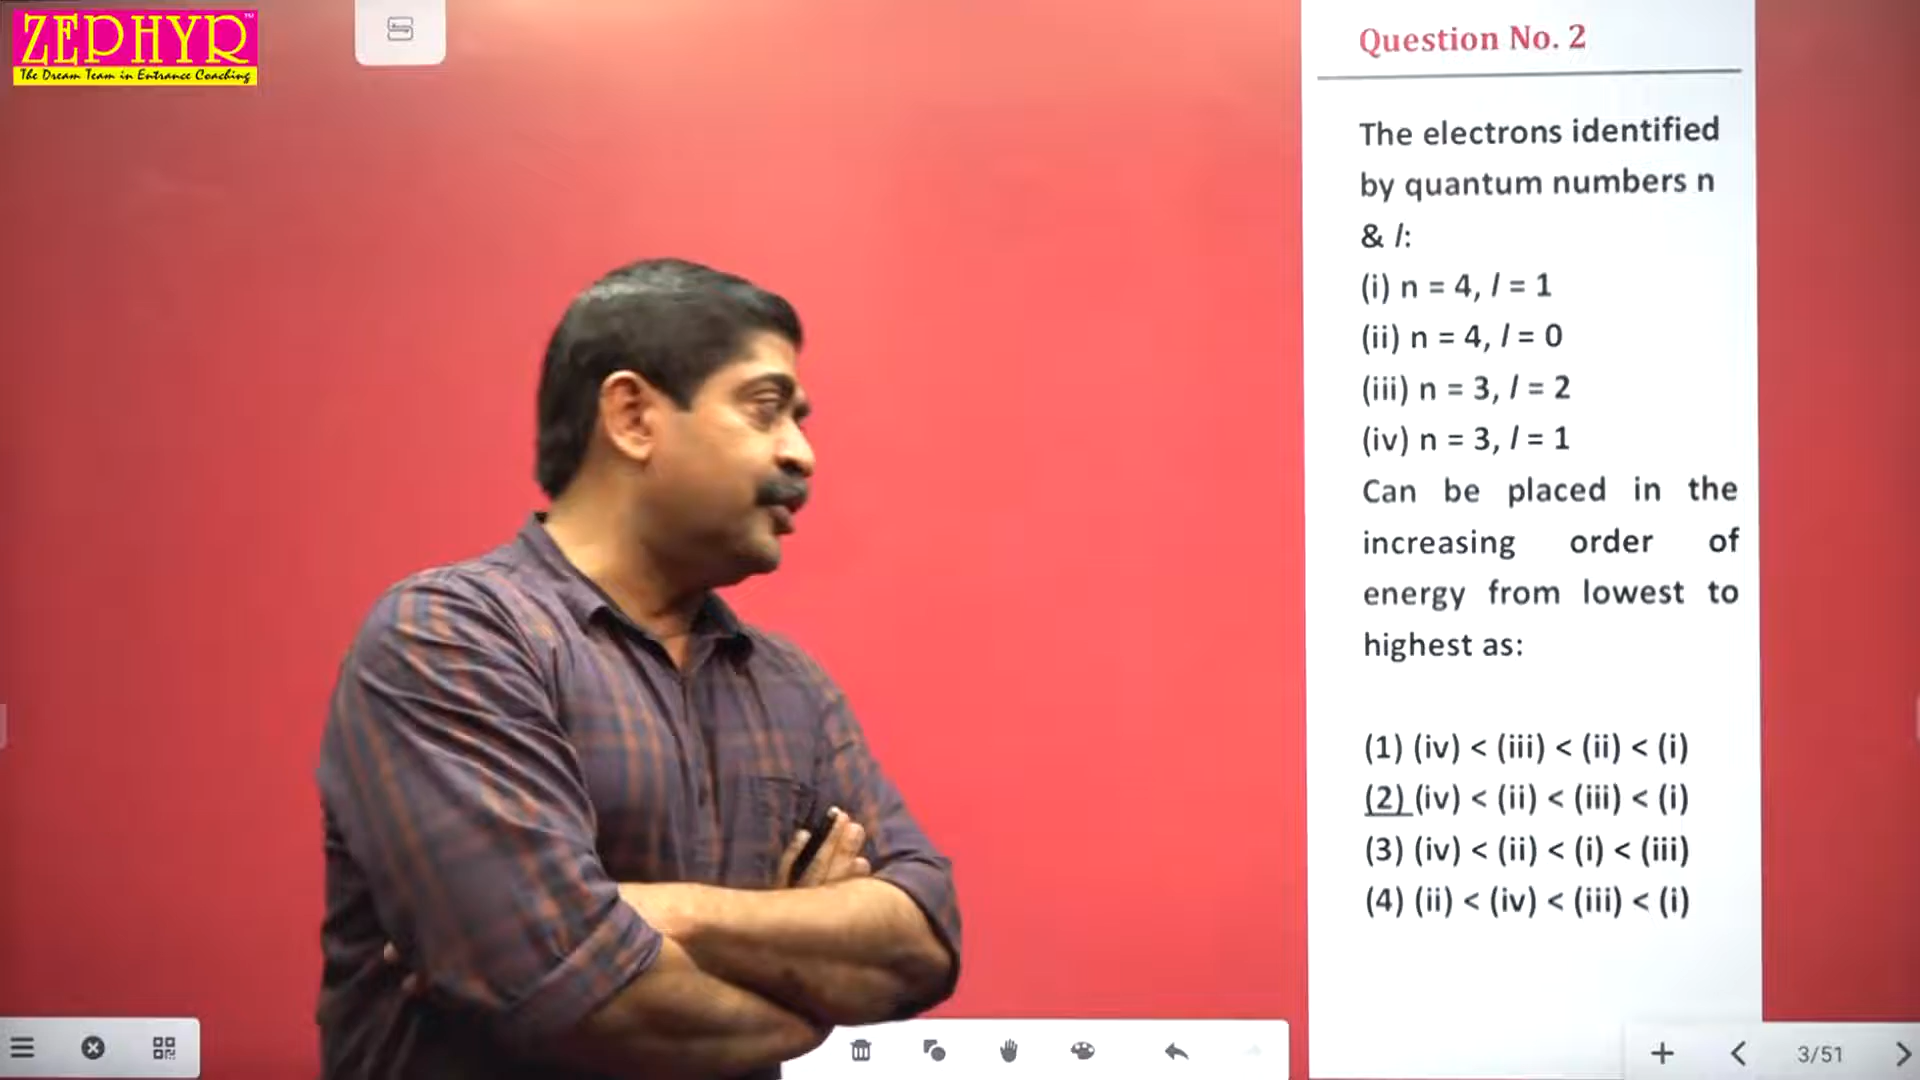 ZEPHYR™
The Dream Team in Entrance Coaching
Question No. 2
The electrons identified
by quantum numbers n
& l:
(i) n = 4, l = 1
(ii) n = 4, l = 0
(iii) n = 3, l = 2
(iv) n = 3, l = 1
Can be placed in the
increasing order of
energy from lowest to
highest as:
(1) (iv) < (iii) < (ii) < (i)
(2) (iv) < (ii) < (iii) < (i)
(3) (iv) < (ii) < (i) < (iii)
(4) (ii) < (iv) < (iii) < (i)
3/51